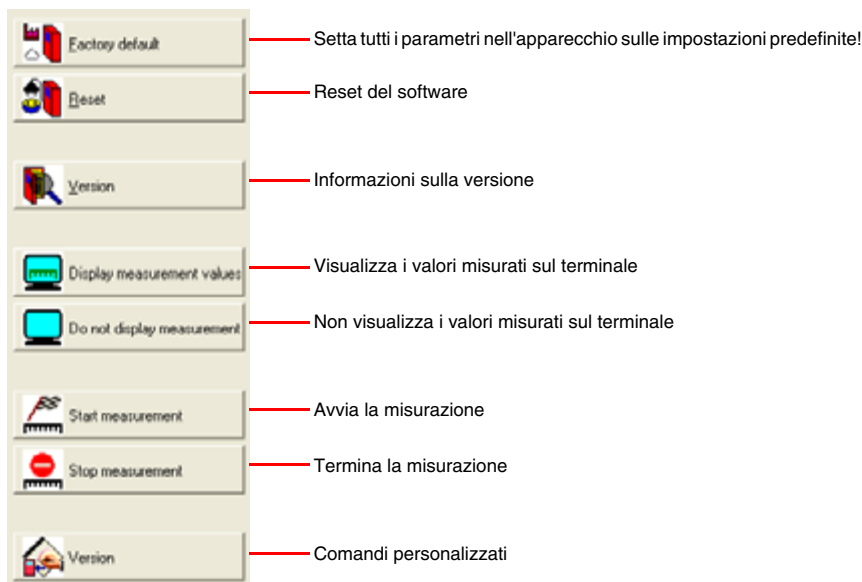 Factory default
Setta tutti i parametri nell'apparecchio sulle impostazioni predefinite!
Reset
Reset del software
Version
Informazioni sulla versione
Display measurement values
Visualizza i valori misurati sul terminale
Do not display measurement
Non visualizza i valori misurati sul terminale
Start measurement
Avvia la misurazione
Stop measurement
Termina la misurazione
Version
Comandi personalizzati